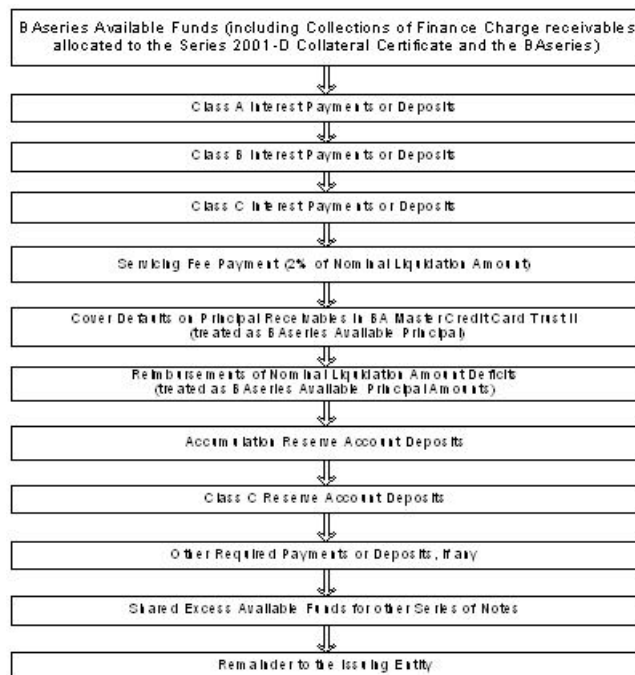 BAseries Available Funds (including Collections of Finance Charge receivables
allocated to the Series 2001-D Collateral Certificate and the BAseries)
Class A Interest Payments or Deposits
Class B Interest Payments or Deposits
Class C Interest Payments or Deposits
Servicing Fee Payment (2% of Nominal Liquidation Amount)
Cover Defaults on Principal Receivables in BA Master Credit Card Trust II
(treated as BAseries Available Principal)
Reimbursements of Nominal Liquidation Amount Deficits
(treated as BAseries Available Principal Amounts)
Accumulation Reserve Account Deposits
Class C Reserve Account Deposits
Other Required Payments or Deposits, if any
Shared Excess Available Funds for other Series of Notes
Remainder to the Issuing Entity